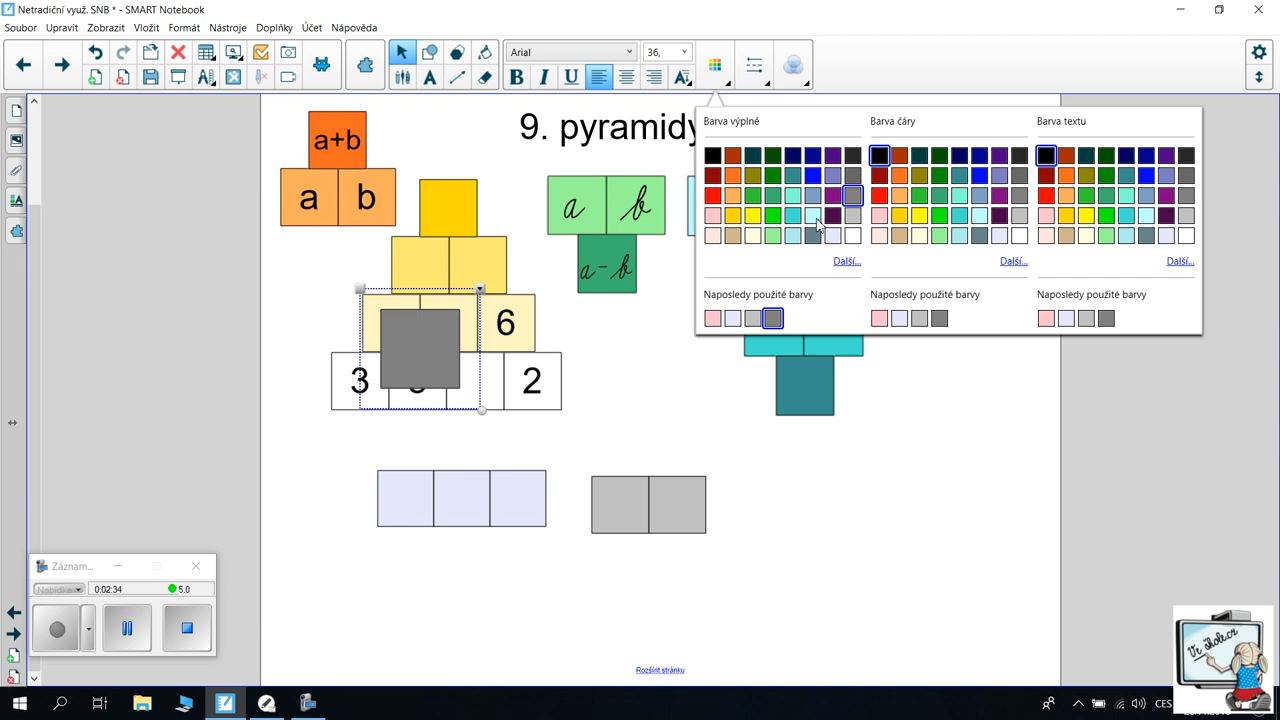 Netradiční využ. SNB * - SMART Notebook
Soubor Upravit Zobrazit Vložit Formát Nástroje Doplňky Účet Nápověda
Arial 36,
B I U A
9. pyramidy
Barva výplně Barva čáry Barva textu
Další... Další... Další...
Naposledy použité barvy Naposledy použité barvy Naposledy použité barvy
a+b
a b
a b
a-b
6
3 2
Záznam...
Nabídka 0:02:34 5.0
Rozšířit stránku
Ve škole.cz
CES